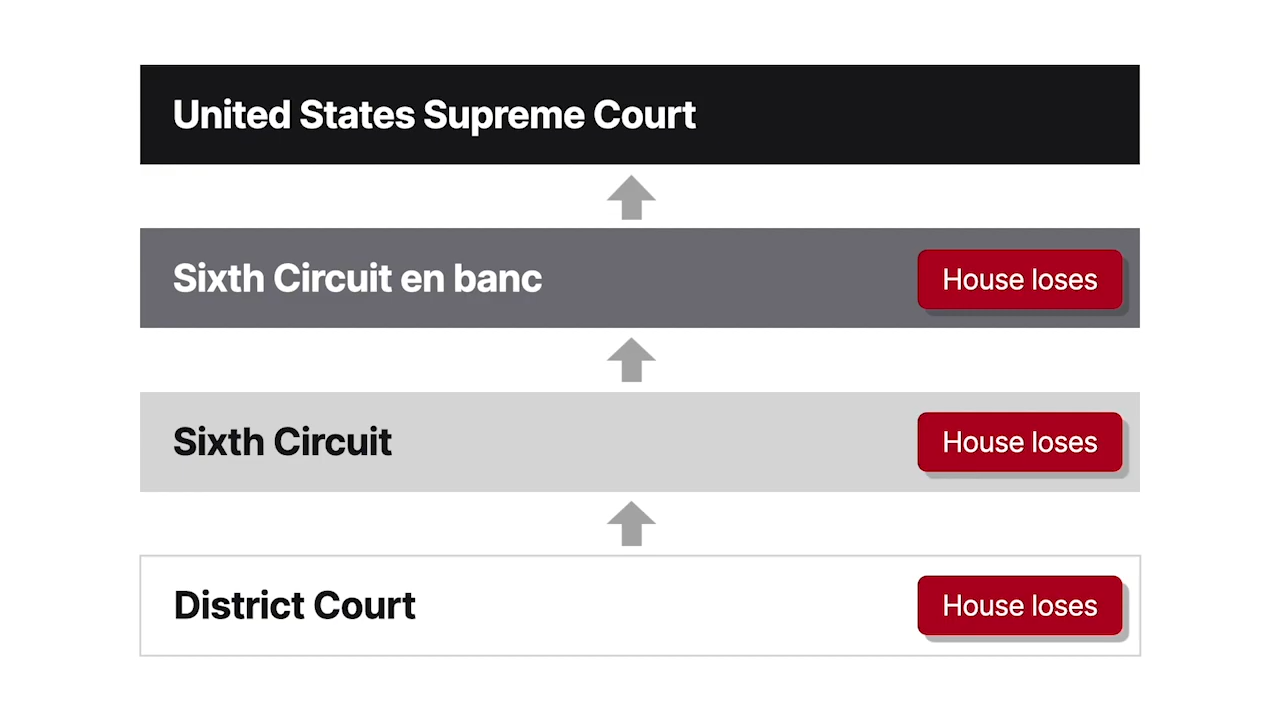 United States Supreme Court
Sixth Circuit en banc
House loses
Sixth Circuit
House loses
District Court
House loses